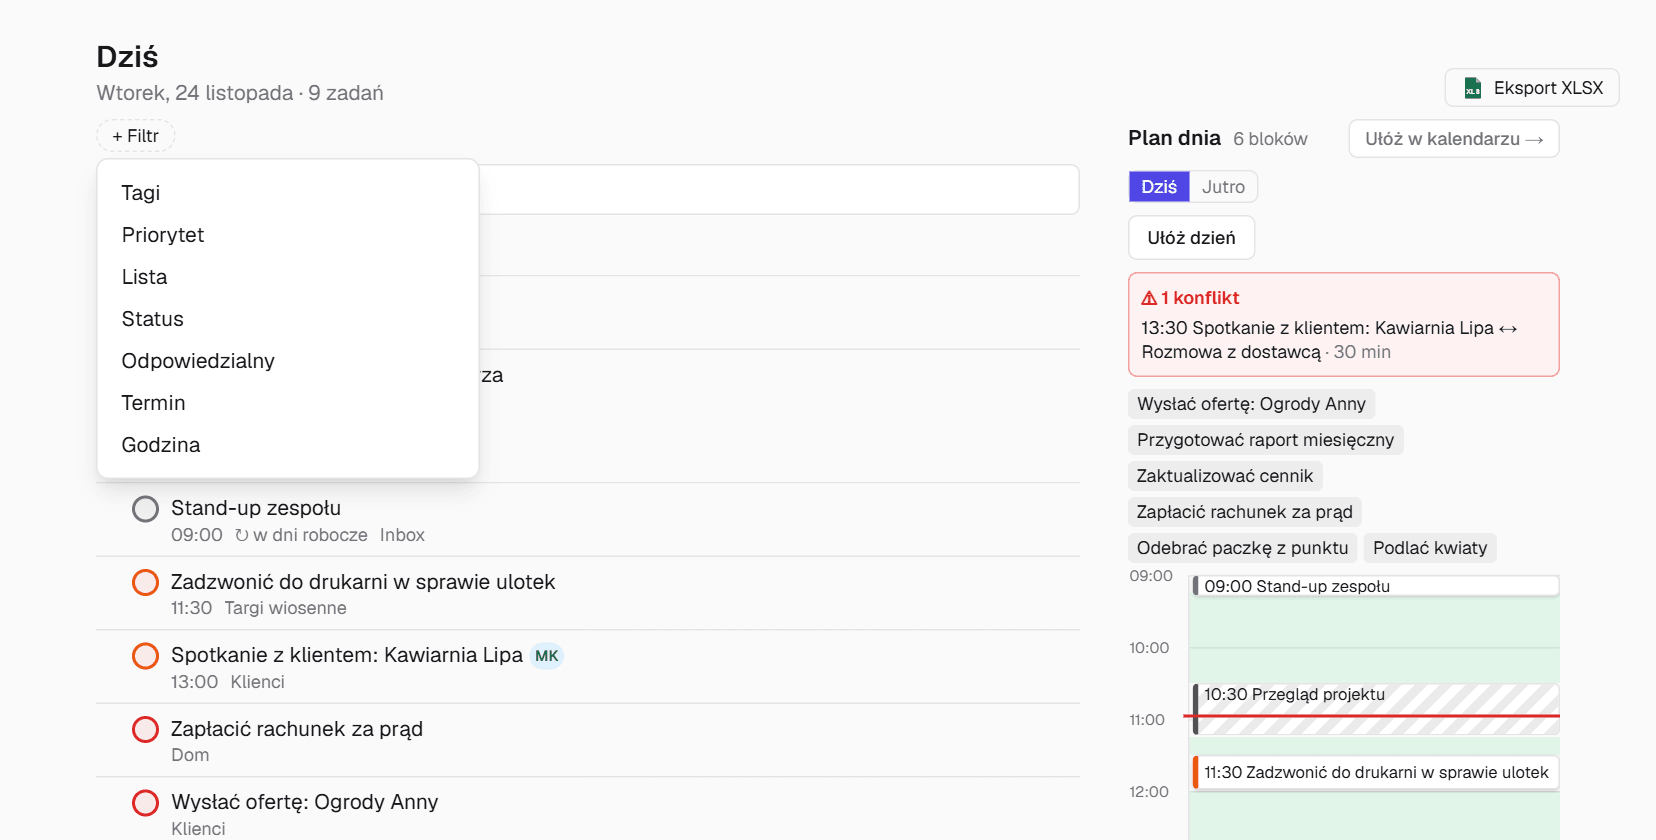 Dziś
Wtorek, 24 listopada · 9 zadań
+ Filtr
Tagi
Priorytet
Lista
Status
Odpowiedzialny
Termin
Godzina
Stand-up zespołu
09:00 ↻ w dni robocze Inbox
Zadzwonić do drukarni w sprawie ulotek
11:30 Targi wiosenne
Spotkanie z klientem: Kawiarnia Lipa MK
13:00 Klienci
Zapłacić rachunek za prąd
Dom
Wysłać ofertę: Ogrody Anny
Klienci
Eksport XLSX
Plan dnia 6 bloków
Ułóż w kalendarzu →
Dziś Jutro
Ułóż dzień
⚠ 1 konflikt
13:30 Spotkanie z klientem: Kawiarnia Lipa ↔
Rozmowa z dostawcą · 30 min
Wysłać ofertę: Ogrody Anny
Przygotować raport miesięczny
Zaktualizować cennik
Zapłacić rachunek za prąd
Odebrać paczkę z punktu Podlać kwiaty
09:00
09:00 Stand-up zespołu
10:00
10:30 Przegląd projektu
11:00
11:30 Zadzwonić do drukarni w sprawie ulotek
12:00